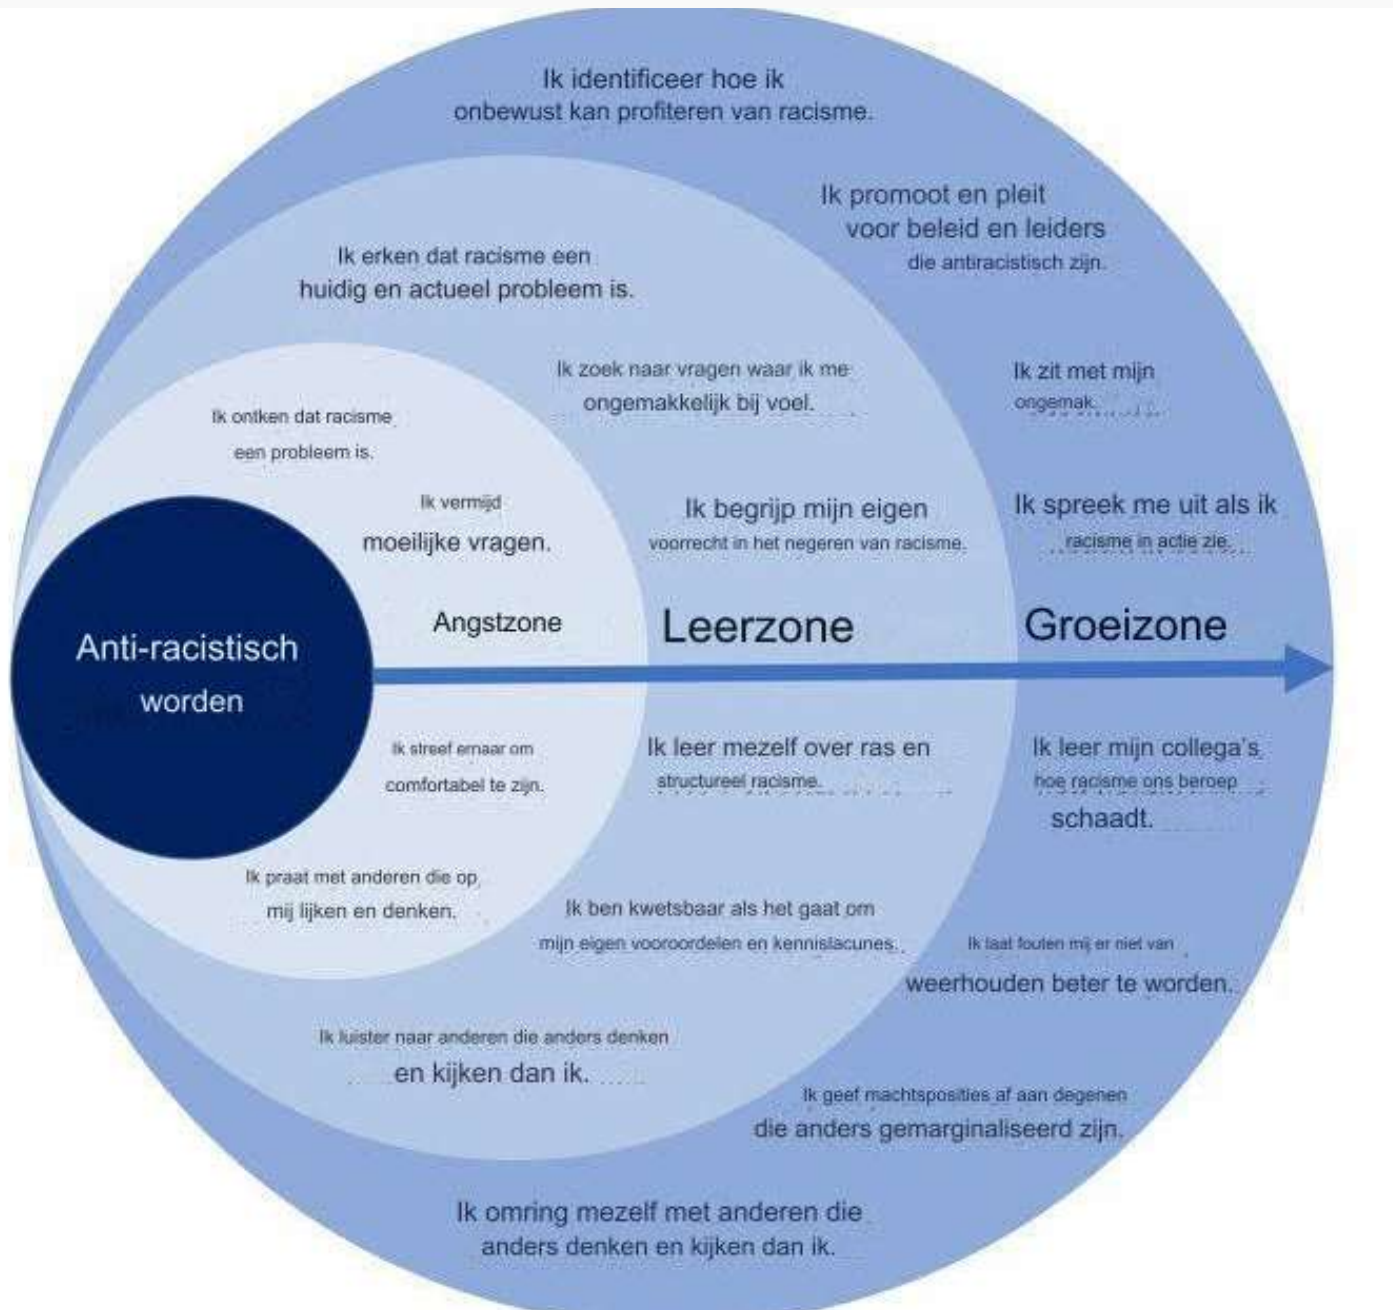 Ik identificeer hoe ik
onbewust kan profiteren van racisme.
Ik promoot en pleit
voor beleid en leiders
die antiracistisch zijn.
Ik erken dat racisme een
huidig en actueel probleem is.
Ik zoek naar vragen waar ik me
ongemakkelijk bij voel.
Ik zit met mijn
ongemak.
Ik ontken dat racisme
een probleem is.
Ik vermijd
moeilijke vragen.
Ik begrijp mijn eigen
voorrecht in het negeren van racisme.
Ik spreek me uit als ik
racisme in actie zie.
Anti-racistisch
worden
Angstzone
Leerzone
Groeizone
Ik streef ernaar om
comfortabel te zijn.
Ik leer mezelf over ras en
structureel racisme.
Ik leer mijn collega's
hoe racisme ons beroep
schaadt.
Ik praat met anderen die op
mij lijken en denken.
Ik ben kwetsbaar als het gaat om
mijn eigen vooroordelen en kennislacunes.
Ik laat fouten mij er niet van
weerhouden beter te worden.
Ik luister naar anderen die anders denken
en kijken dan ik.
Ik geef machtsposities af aan degenen
die anders gemarginaliseerd zijn.
Ik omring mezelf met anderen die
anders denken en kijken dan ik.